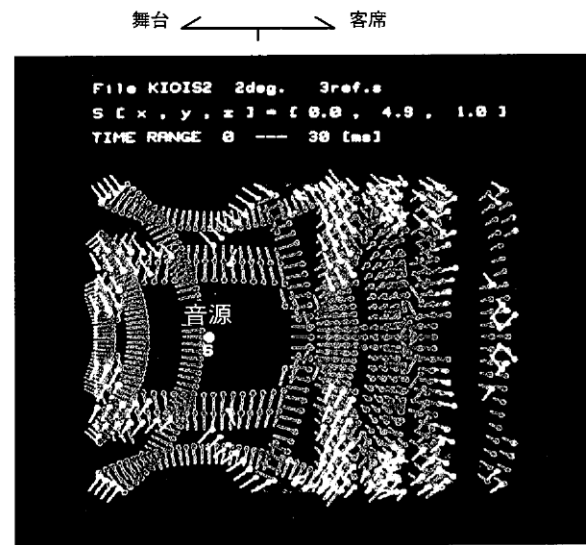 舞台 客席
File KIOIS2 2deg. 3ref.s
S [ x , y , z ] = [ 0.0 , 4.9 , 1.0 ]
TIME RANGE 0 --- 30 [ms]
音源
S